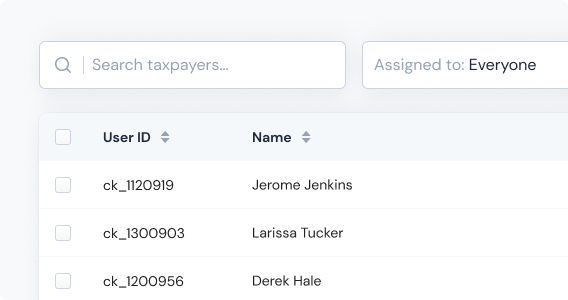 Search taxpayers...
Assigned to: Everyone
User ID Name
ck_1120919 Jerome Jenkins
ck_1300903 Larissa Tucker
ck_1200956 Derek Hale